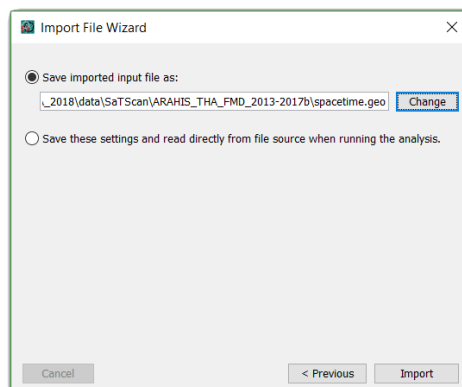 Import File Wizard
Save imported input file as:
._2018\data\SaTScan\ARAHIS_THA_FMD_2013-2017b\spacetime.geo
Change
Save these settings and read directly from file source when running the analysis.
Cancel
< Previous
Import